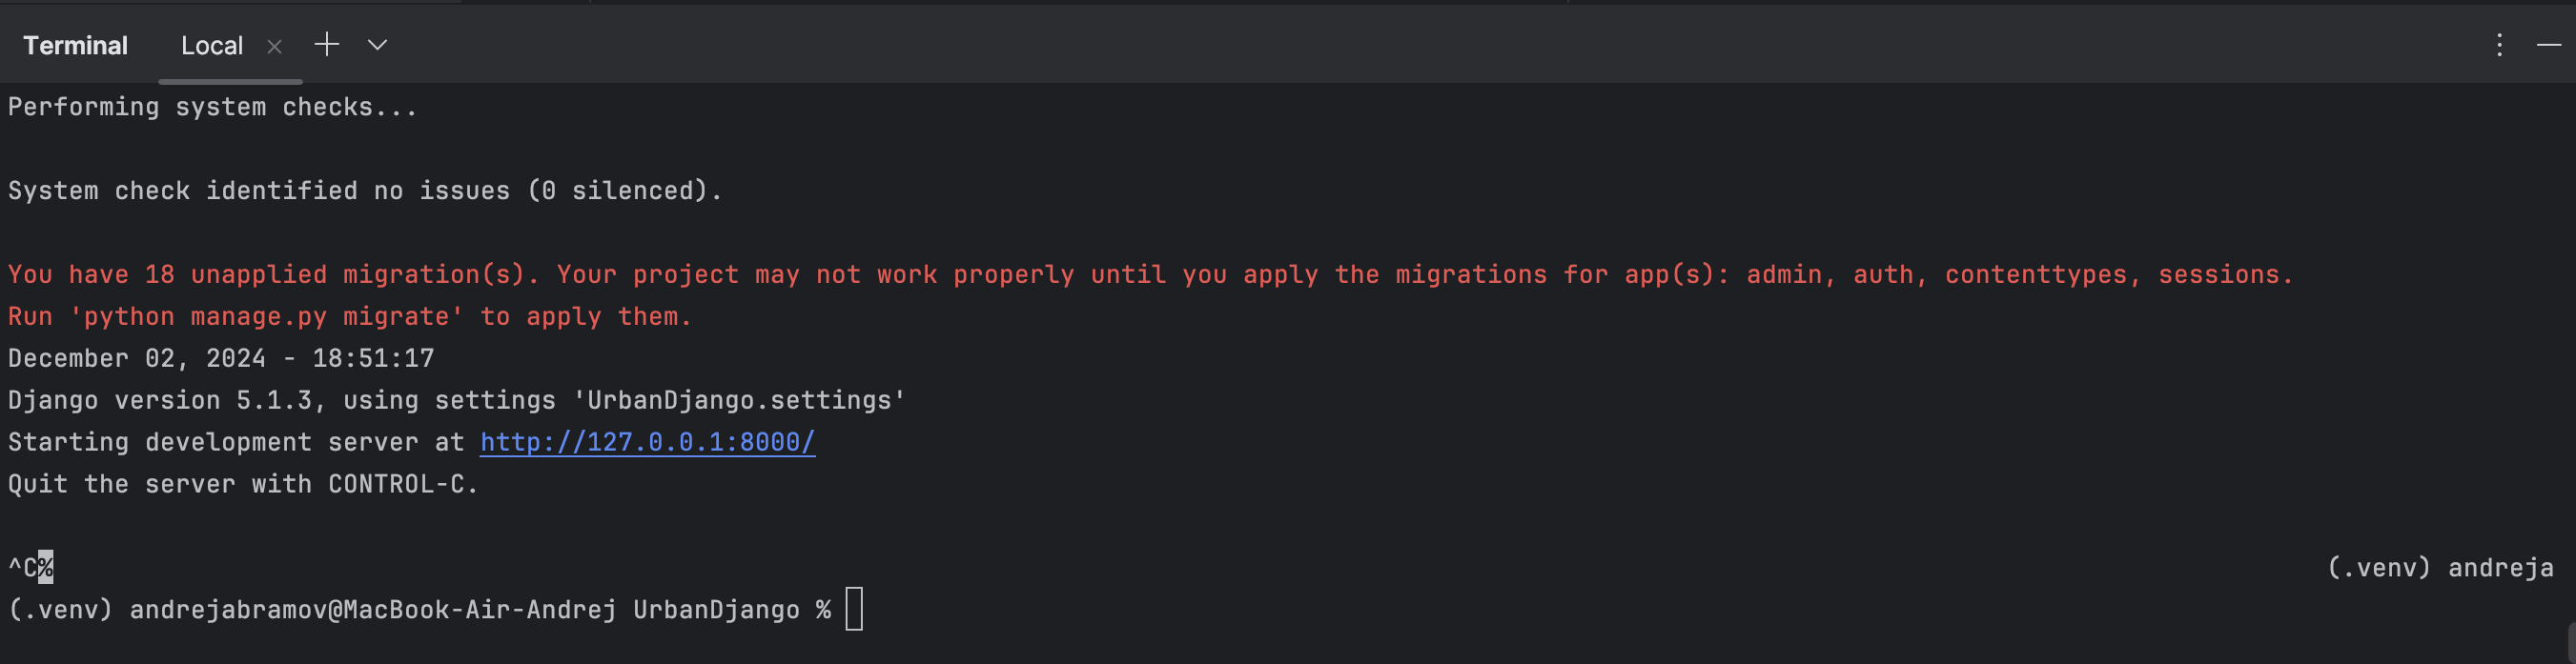 Terminal Local
Performing system checks...
System check identified no issues (0 silenced).
You have 18 unapplied migration(s). Your project may not work properly until you apply the migrations for app(s): admin, auth, contenttypes, sessions.
Run 'python manage.py migrate' to apply them.
December 02, 2024 - 18:51:17
Django version 5.1.3, using settings 'UrbanDjango.settings'
Starting development server at http://127.0.0.1:8000/
Quit the server with CONTROL-C.
^C% (.venv) andreja
(.venv) andrejabramov@MacBook-Air-Andrej UrbanDjango %